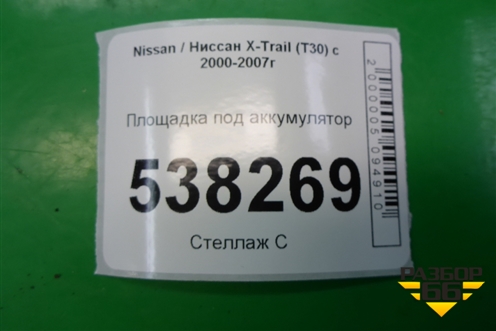 Nissan / Ниссан X-Trail (T30) с
2000-2007г
Площадка под аккумулятор
538269
Стеллаж С
2000005094910
РАЗБОР
66